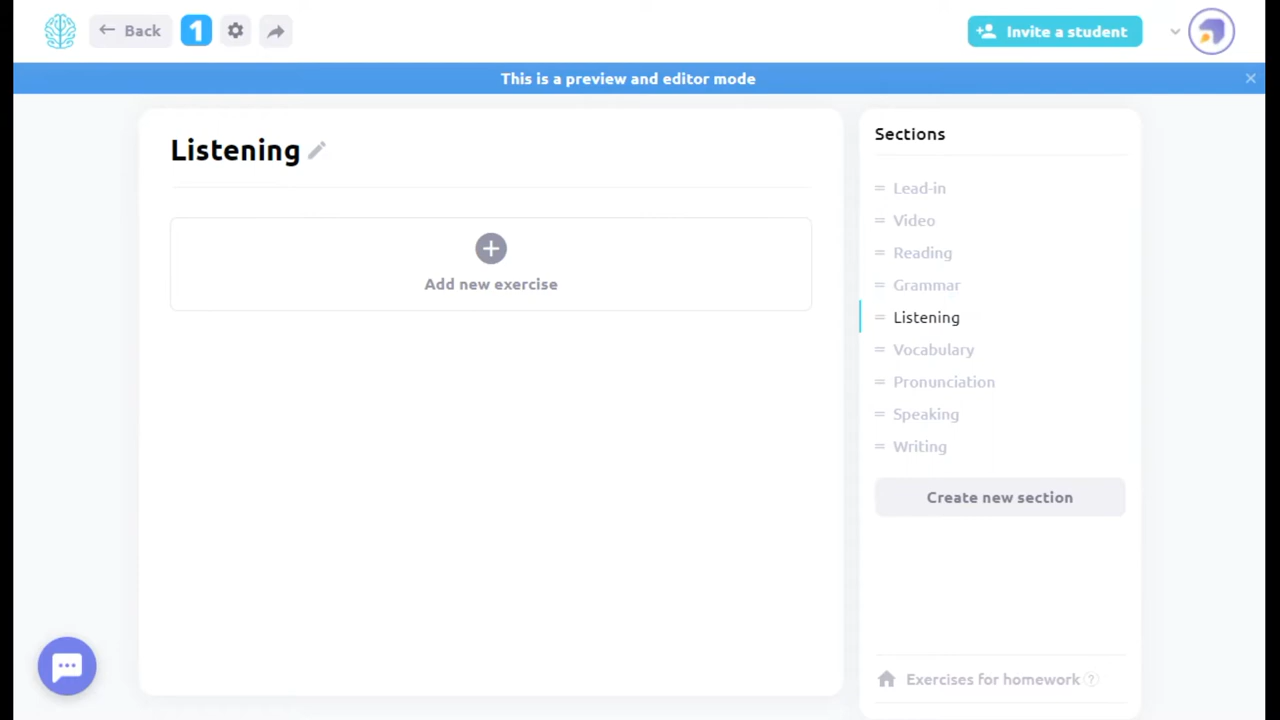 Back
1
Invite a student
This is a preview and editor mode
Listening
Add new exercise
Sections
Lead-in
Video
Reading
Grammar
Listening
Vocabulary
Pronunciation
Speaking
Writing
Create new section
Exercises for homework ?